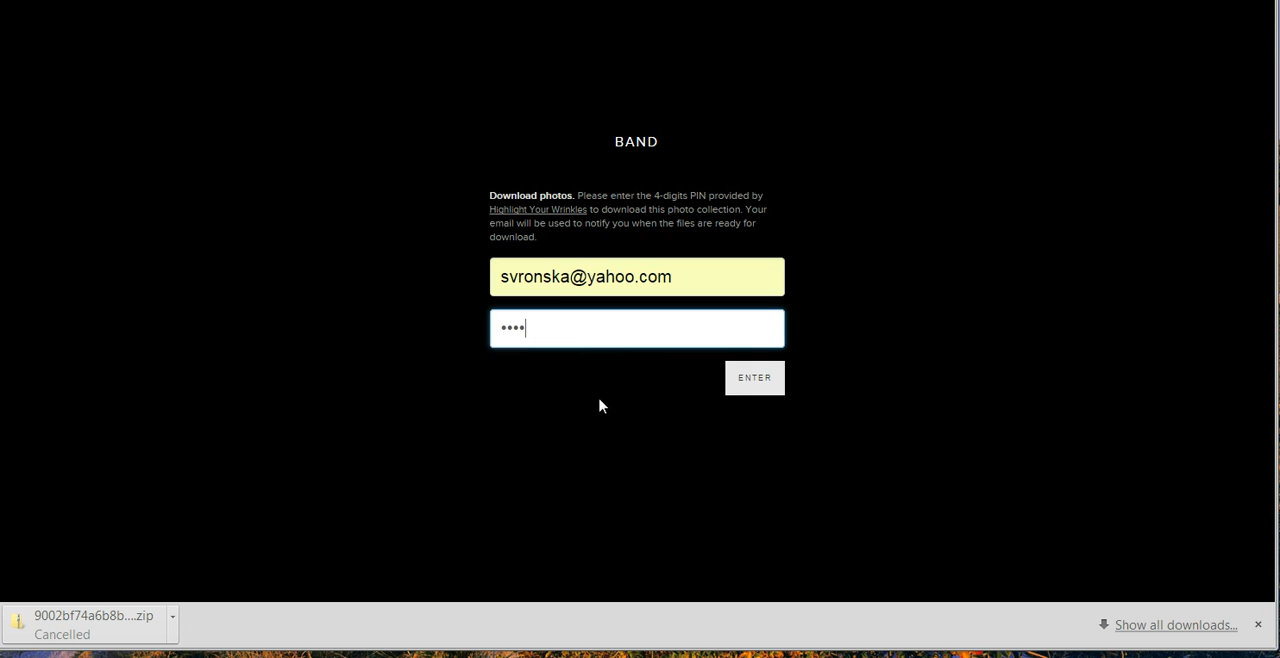 BAND
Download photos. Please enter the 4-digits PIN provided by
Highlight Your Wrinkles to download this photo collection. Your
email will be used to notify you when the files are ready for
download.
svronska@yahoo.com
••••
ENTER
9002bf74a6b8b....zip
Cancelled
Show all downloads...